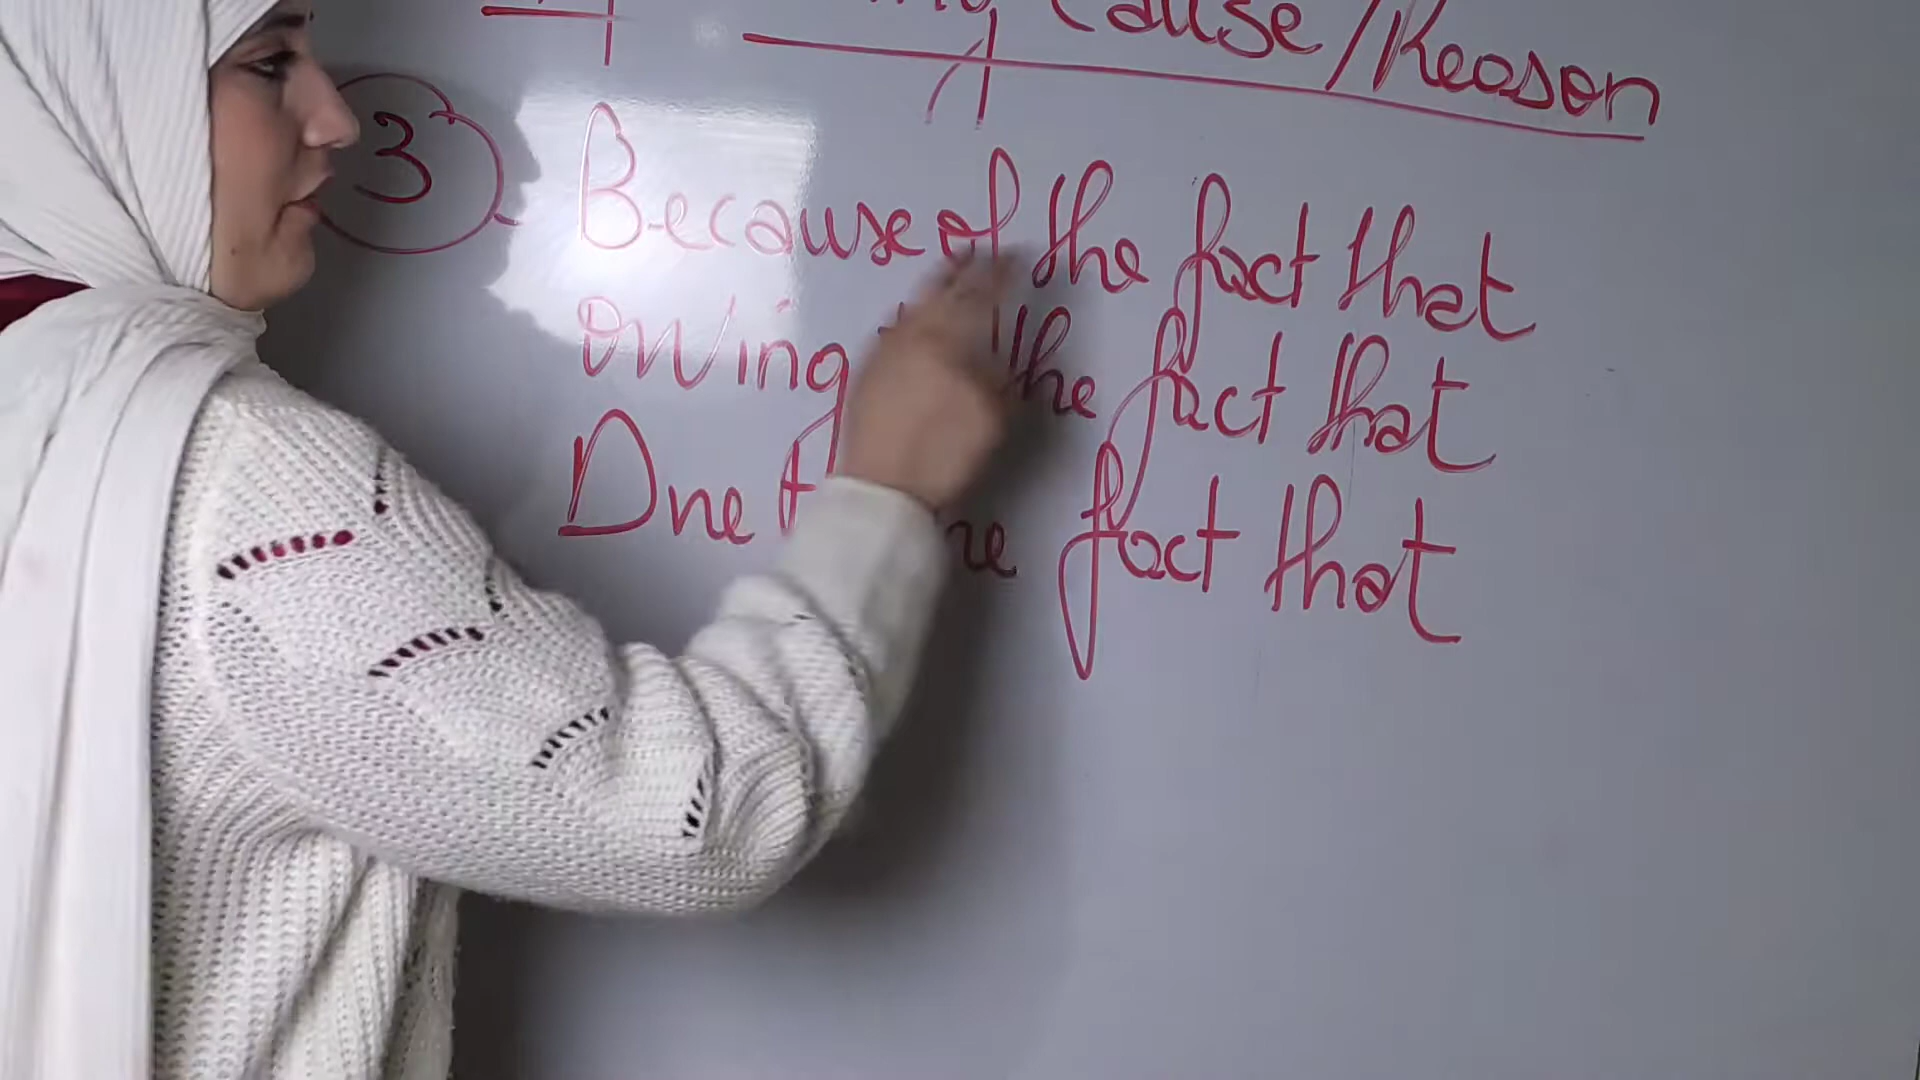 Cause/Reason
3
Because of the fact that
owing the fact that
Due fact that